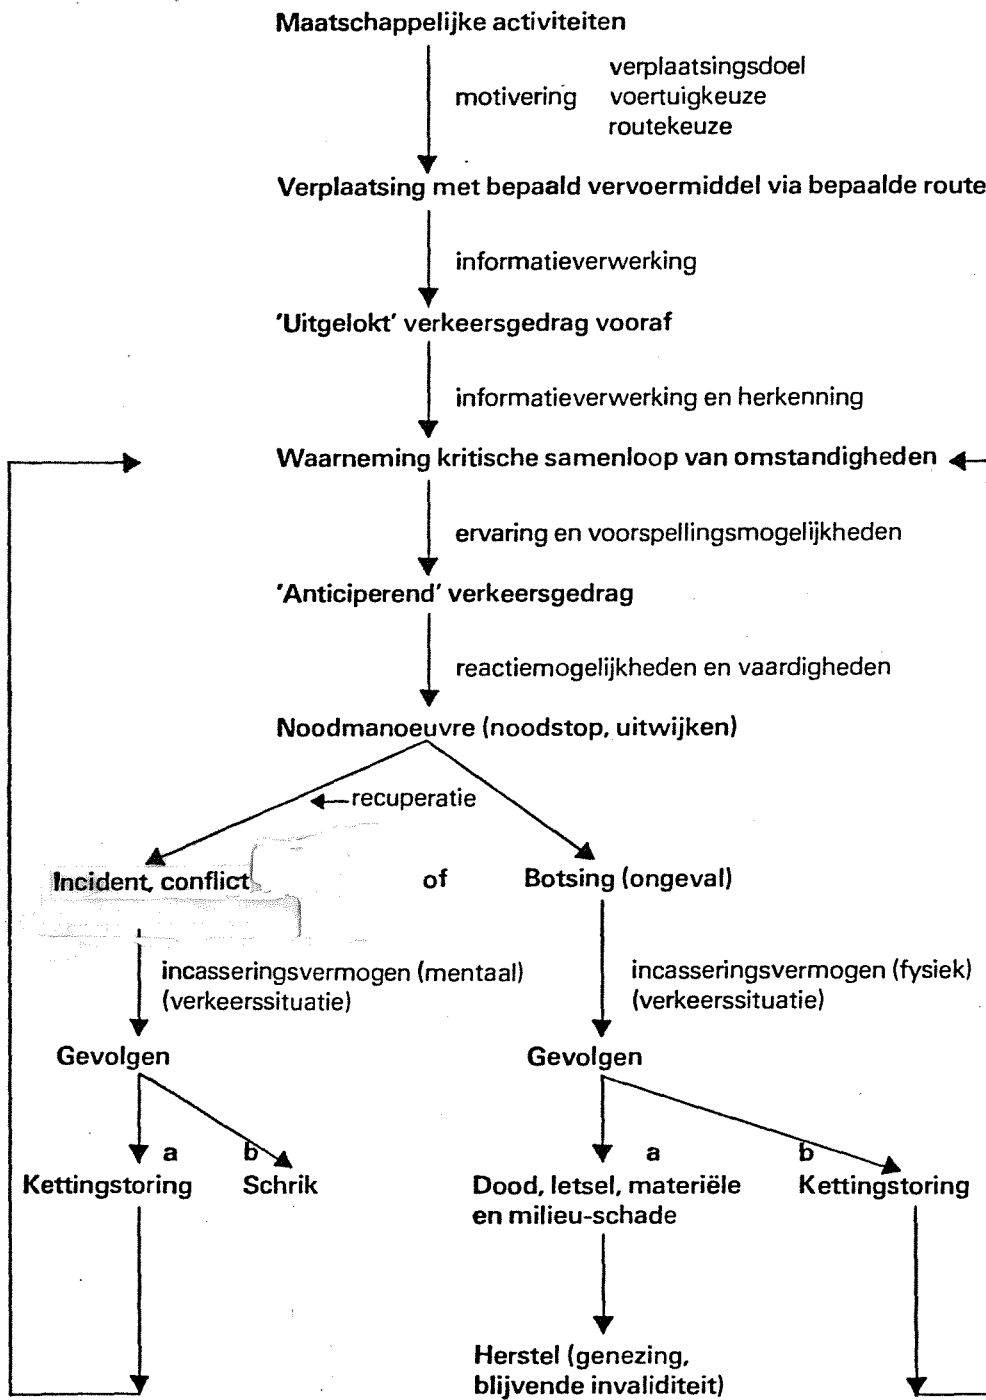 Maatschappelijke activiteiten
verplaatsingsdoel
motivering voertuigkeuze
routekeuze
Verplaatsing met bepaald vervoermiddel via bepaalde route
informatieverwerking
'Uitgelokt' verkeersgedrag vooraf
informatieverwerking en herkenning
Waarneming kritische samenloop van omstandigheden
ervaring en voorspellingsmogelijkheden
'Anticiperend' verkeersgedrag
reactiemogelijkheden en vaardigheden
Noodmanoeuvre (noodstop, uitwijken)
recuperatie
Incident, conflict of Botsing (ongeval)
incasseringsvermogen (mentaal)
(verkeerssituatie)
incasseringsvermogen (fysiek)
(verkeerssituatie)
Gevolgen
Gevolgen
a b
a b
Kettingstoring Schrik
Dood, letsel, materiële
en milieu-schade
Kettingstoring
Herstel (genezing,
blijvende invaliditeit)